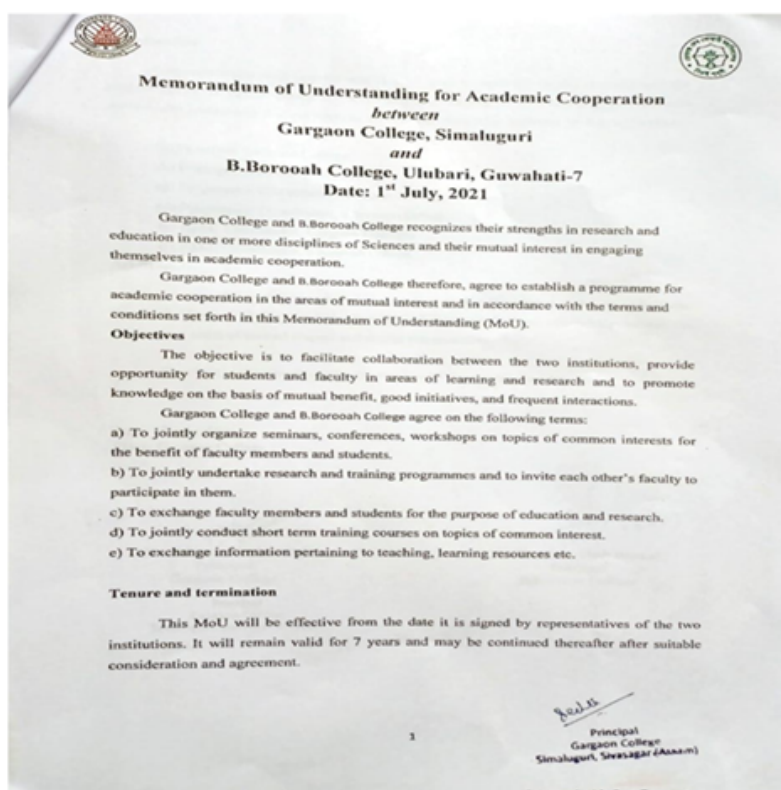 Memorandum of Understanding for Academic Cooperation
between
Gargaon College, Simaluguri
and
B.Borooah College, Ulubari, Guwahati-7
Date: 1st July, 2021
Gargaon College and B.Borooah College recognizes their strengths in research and
education in one or more disciplines of Sciences and their mutual interest in engaging
themselves in academic cooperation.
Gargaon College and B.Borooah College therefore, agree to establish a programme for
academic cooperation in the areas of mutual interest and in accordance with the terms and
conditions set forth in this Memorandum of Understanding (MoU).
Objectives
The objective is to facilitate collaboration between the two institutions, provide
opportunity for students and faculty in areas of learning and research and to promote
knowledge on the basis of mutual benefit, good initiatives, and frequent interactions.
Gargaon College and B.Borooah College agree on the following terms:
a) To jointly organize seminars, conferences, workshops on topics of common interests for
the benefit of faculty members and students.
b) To jointly undertake research and training programmes and to invite each other's faculty to
participate in them.
c) To exchange faculty members and students for the purpose of education and research.
d) To jointly conduct short term training courses on topics of common interest.
e) To exchange information pertaining to teaching, learning resources etc.
Tenure and termination
This MoU will be effective from the date it is signed by representatives of the two
institutions. It will remain valid for 7 years and may be continued thereafter after suitable
consideration and agreement.
1
Principal
Gargaon College
Simaluguri, Sivasagar (Assam)